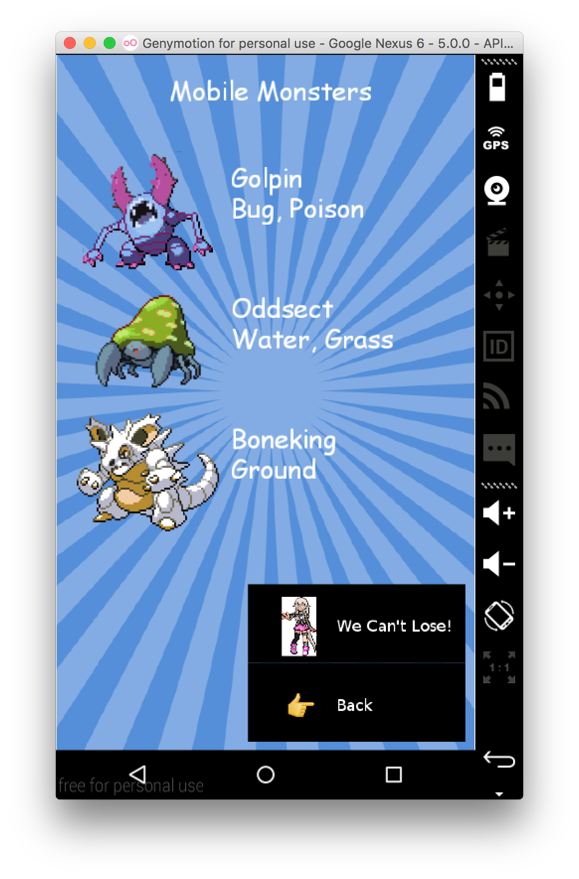 Genymotion for personal use - Google Nexus 6 - 5.0.0 - API...
Mobile Monsters
GPS
Golpin
Bug, Poison
Oddsect
Water, Grass
ID
Boneking
Ground
We Can't Lose!
1:1
Back
free for personal use